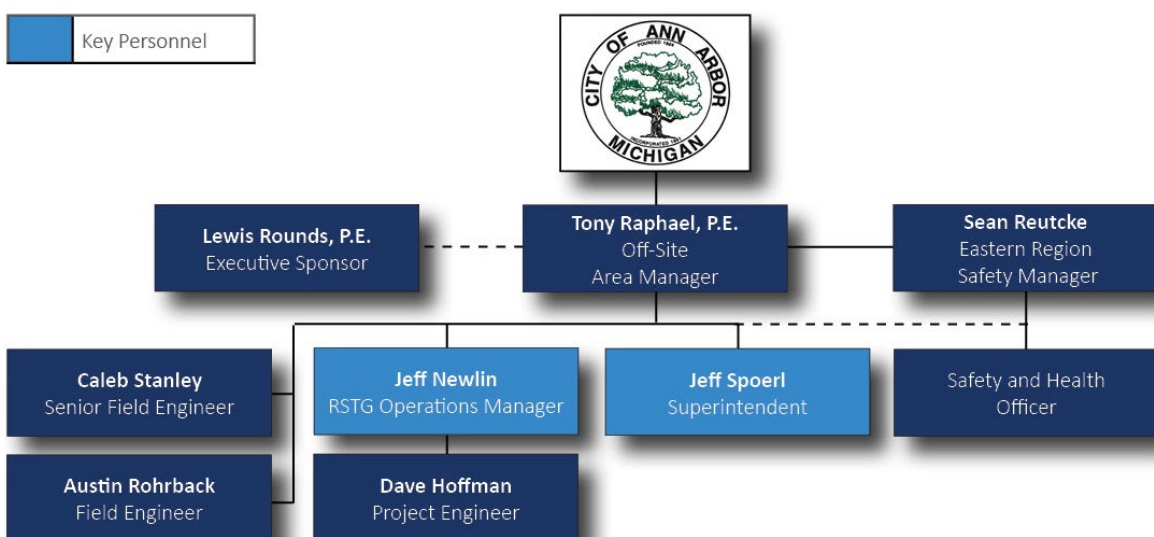 Key Personnel
CITY OF ANN ARBOR
FOUNDED 1824
INCORPORATED 1851
MICHIGAN
Lewis Rounds, P.E.
Executive Sponsor
Tony Raphael, P.E.
Off-Site
Area Manager
Sean Reutcke
Eastern Region
Safety Manager
Caleb Stanley
Senior Field Engineer
Jeff Newlin
RSTG Operations Manager
Jeff Spoerl
Superintendent
Safety and Health
Officer
Austin Rohrback
Field Engineer
Dave Hoffman
Project Engineer